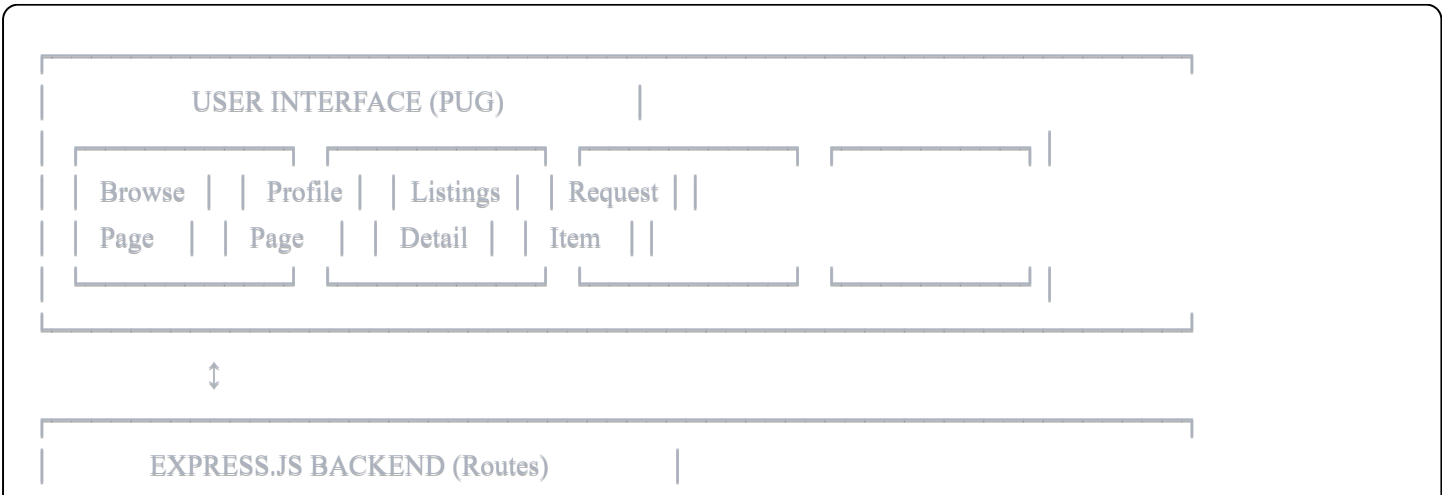 USER INTERFACE (PUG)
Browse Profile Listings Request
Page Page Detail Item
↕
EXPRESS.JS BACKEND (Routes)